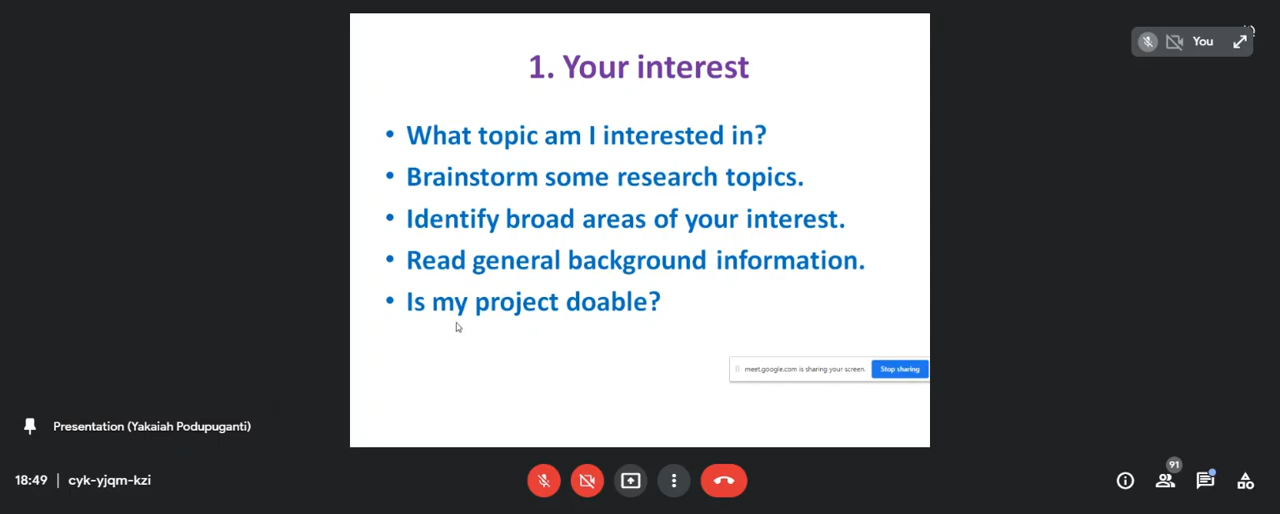 1. Your interest
You
• What topic am I interested in?
• Brainstorm some research topics.
• Identify broad areas of your interest.
• Read general background information.
• Is my project doable?
meet.google.com is sharing your screen.
Stop sharing
Presentation (Yakaiah Podupuganti)
18:49 | cyk-yjqm-kzi
91